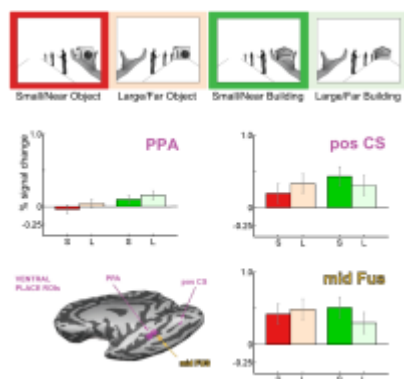 Small/Near Object
Large/Far Object
Small/Near Building
Large/Far Building
PPA
pos CS
% signal change
1.0
0
-0.25
S L S L
1.0
0
-0.25
S L S L
VENTRAL
PLACE ROIs
PPA
pos CS
mid FUS
mid Fus
1.0
0
-0.25
S L S L